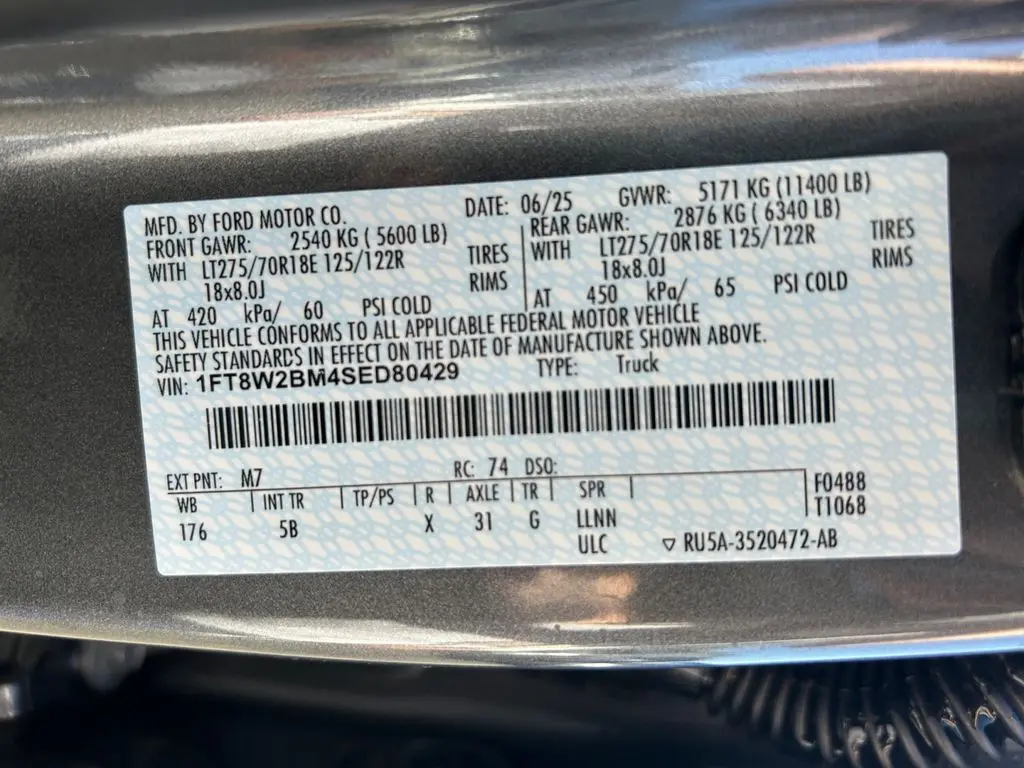 MFD. BY FORD MOTOR CO. DATE: 06/25 GVWR: 5171 KG (11400 LB)
FRONT GAWR: 2540 KG ( 5600 LB) REAR GAWR: 2876 KG ( 6340 LB)
WITH LT275/70R18E 125/122R TIRES WITH LT275/70R18E 125/122R TIRES
18x8.0J RIMS 18x8.0J RIMS
AT 420 kPa/ 60 PSI COLD AT 450 kPa/ 65 PSI COLD
THIS VEHICLE CONFORMS TO ALL APPLICABLE FEDERAL MOTOR VEHICLE
SAFETY STANDARDS IN EFFECT ON THE DATE OF MANUFACTURE SHOWN ABOVE.
VIN: 1FT8W2BM4SED80429 TYPE: Truck
EXT PNT: M7 RC: 74 DSO:
WB INT TR TP/PS R AXLE TR SPR F0488
176 5B X 31 G LLNN T1068
ULC RU5A-3520472-AB